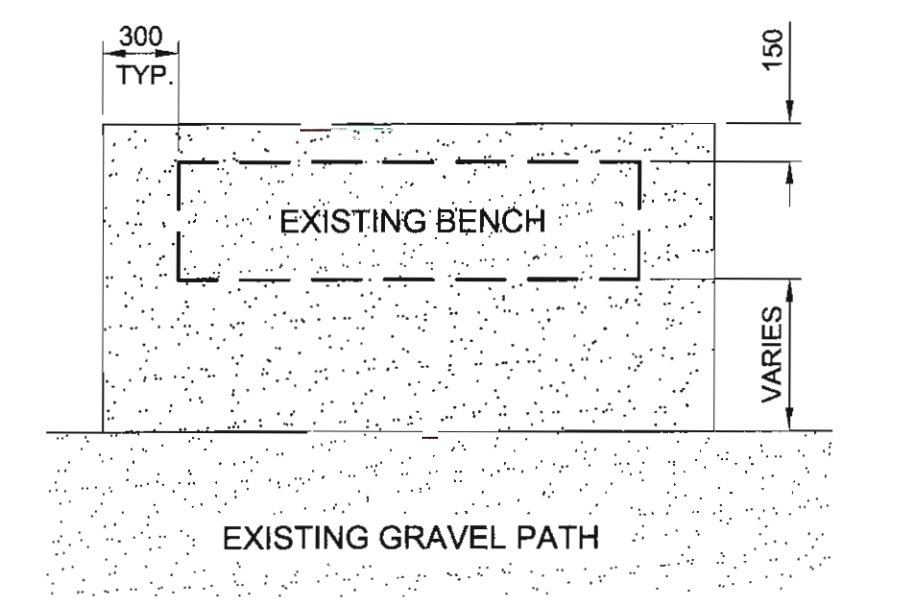 300
TYP.
150
EXISTING BENCH
VARIES
EXISTING GRAVEL PATH